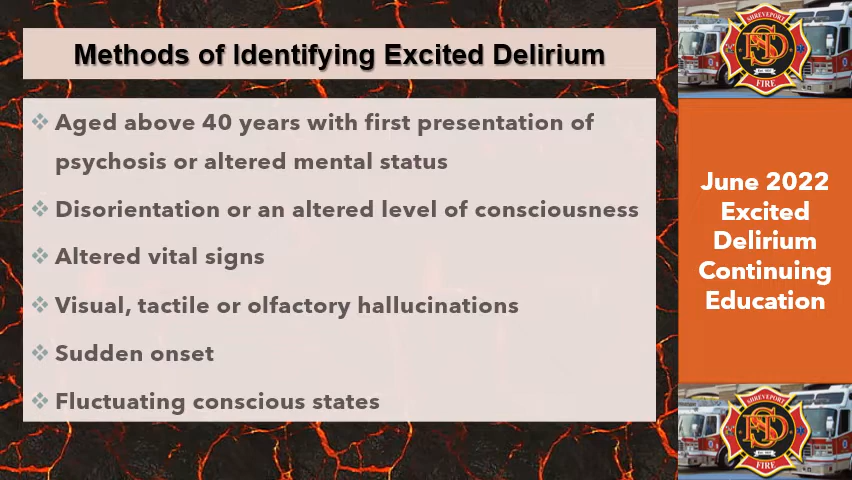 Methods of Identifying Excited Delirium
Aged above 40 years with first presentation of
psychosis or altered mental status
Disorientation or an altered level of consciousness
Altered vital signs
Visual, tactile or olfactory hallucinations
Sudden onset
Fluctuating conscious states
SHREVEPORT
FIRE
June 2022
Excited
Delirium
Continuing
Education
SHREVEPORT
FIRE